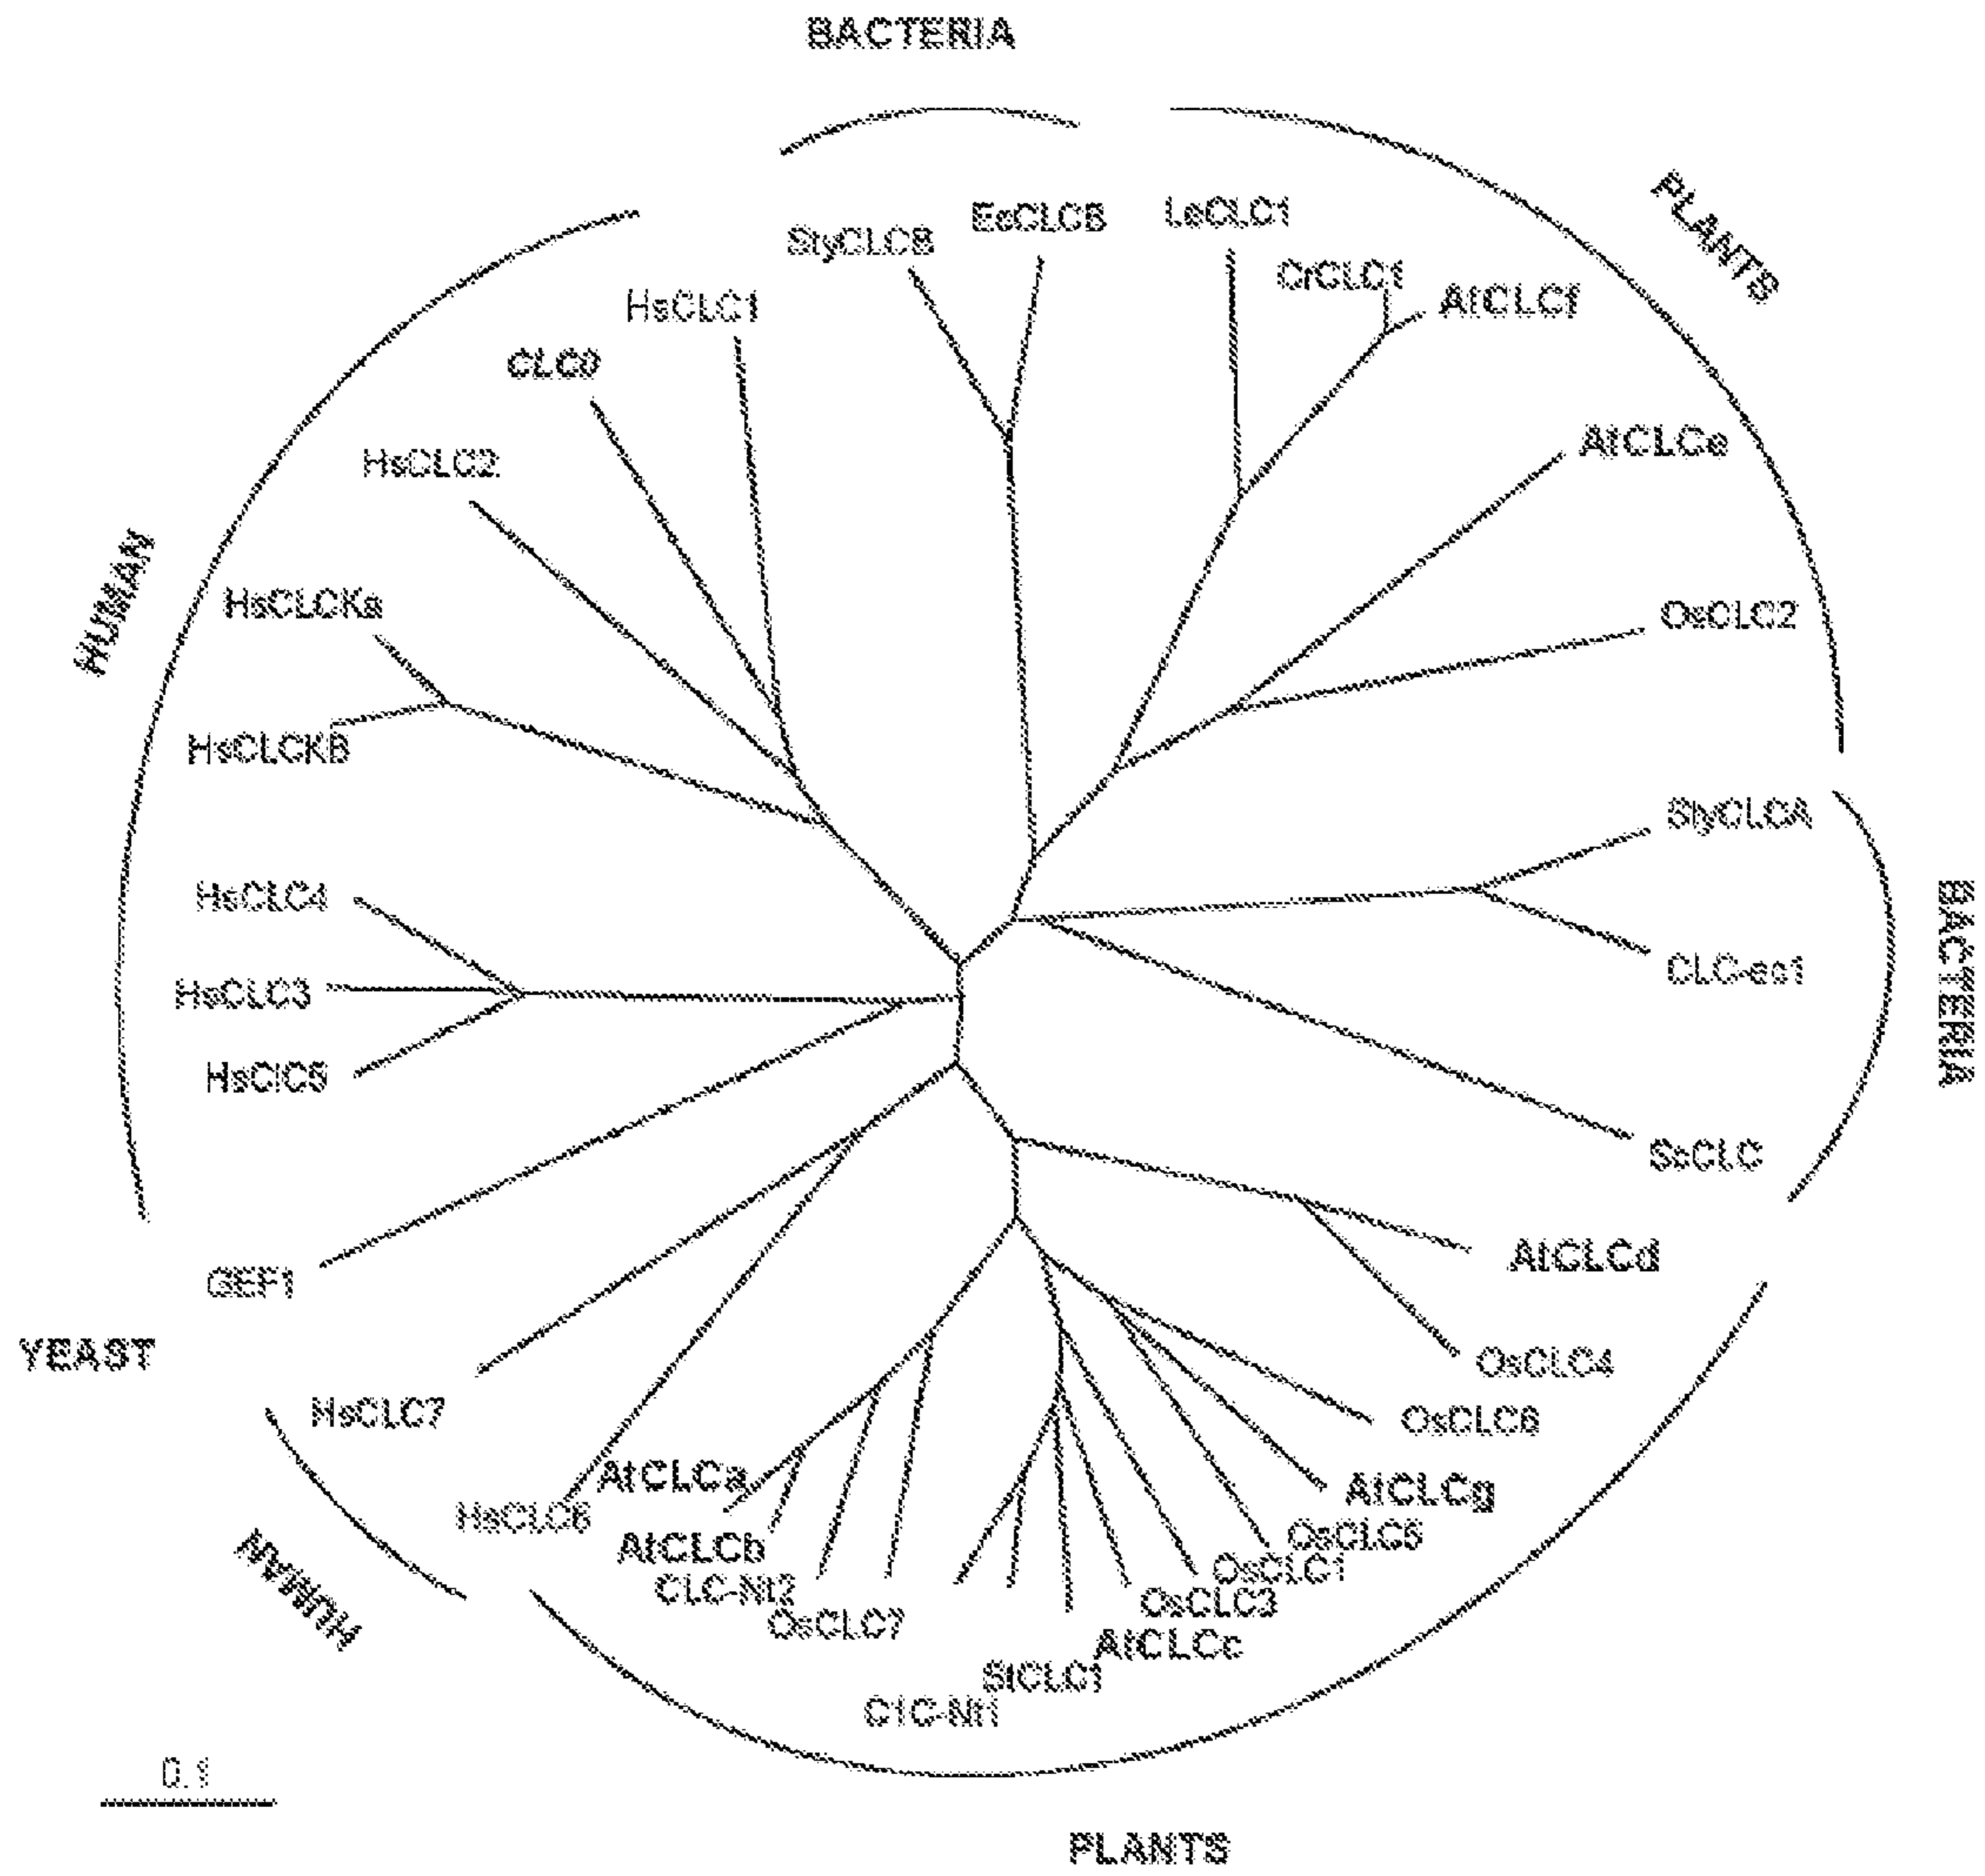 BACTERIA
PLANTS
EcCLCB
LeCLC1
StyCLCB
CrCLC1
AtCLCf
HsCLC1
CLC0
AtCLCe
HsCLC2
HUMAN
HsCLCKa
OsCLC2
HsCLCKB
StyCLCA
HsCLC4
BACTERIA
CLC-ec1
HsCLC3
HsClC5
SsCLC
AtCLCd
GEF1
YEAST
OsCLC4
HsCLC7
OsCLC6
AtCLCa
AtCLCg
HsCLC6
OsCLC5
AtCLCb
OsCLC1
CLC-Nt2
OsCLC3
HUMAN
OsCLC7
AtCLCc
StCLC1
C1C-Nt1
0.1
PLANTS